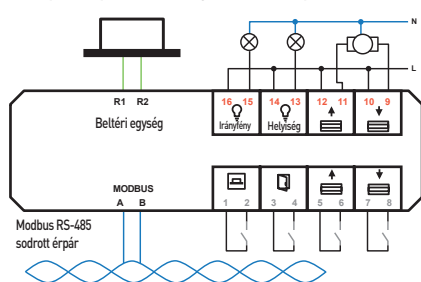 N
L
R1 R2
16 15 14 13 12 11 10 9
Beltéri egység
Irányfény Helyiség
MODBUS
A B
1 2 3 4 5 6 7 8
Modbus RS-485
sodrott érpár